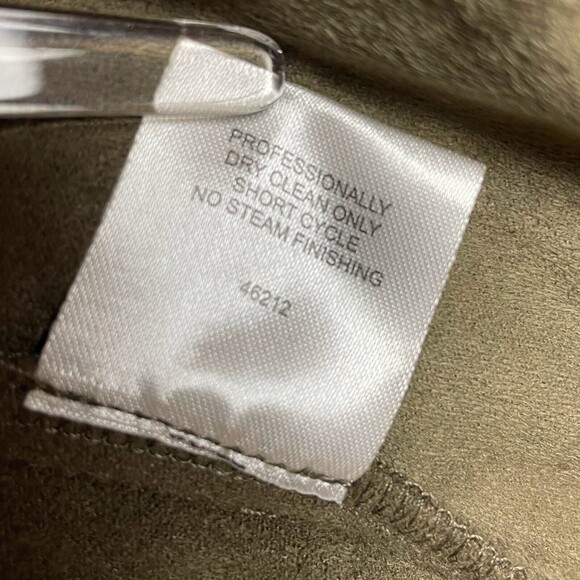 PROFESSIONALLY
DRY CLEAN ONLY
SHORT CYCLE
NO STEAM FINISHING
46212